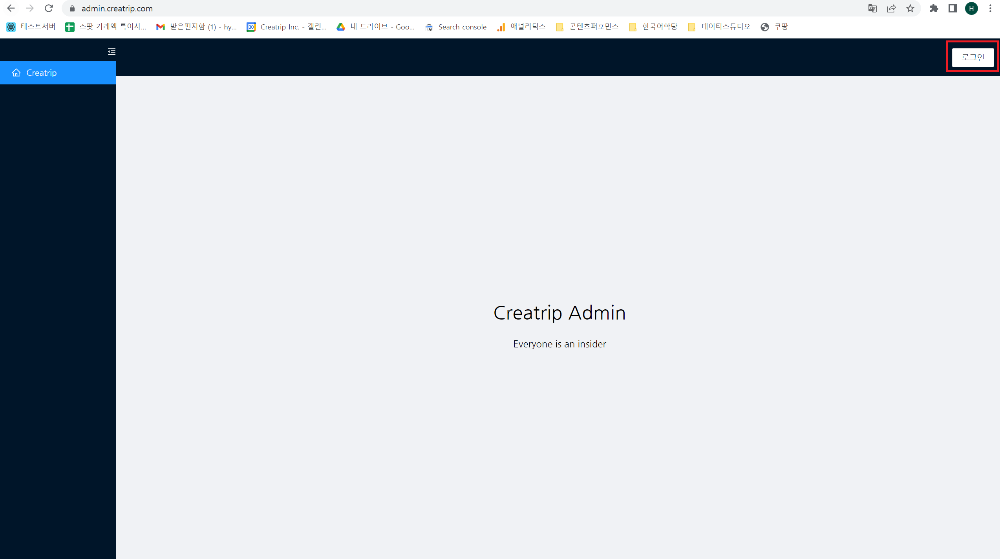 admin.creatrip.com
H
테스트서버 스팟 거래액 특이사... 받은편지함 (1) - hy... 30 Creatrip Inc. - 캘린... 내 드라이브 - Goo... Search console 애널리틱스 콘텐츠퍼포먼스 한국어학당 데이터스튜디오 쿠팡
로그인
Creatrip
Creatrip Admin
Everyone is an insider